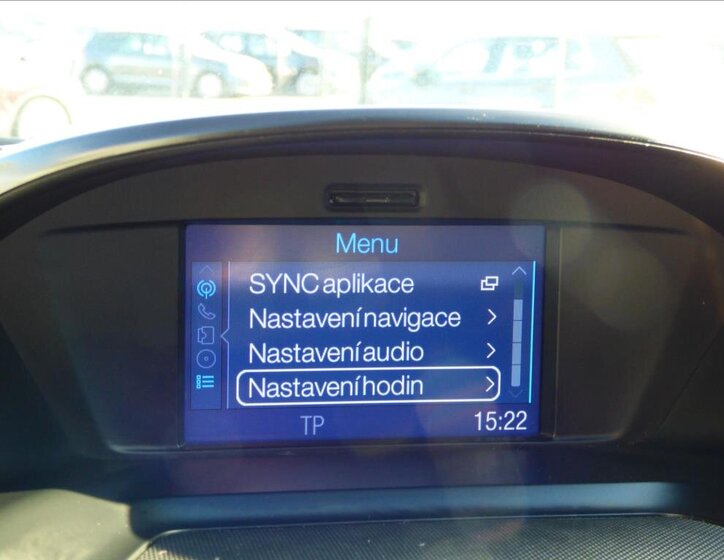 Menu
SYNC aplikace
Nastavení navigace
Nastavení audio
Nastavení hodin
TP 15:22